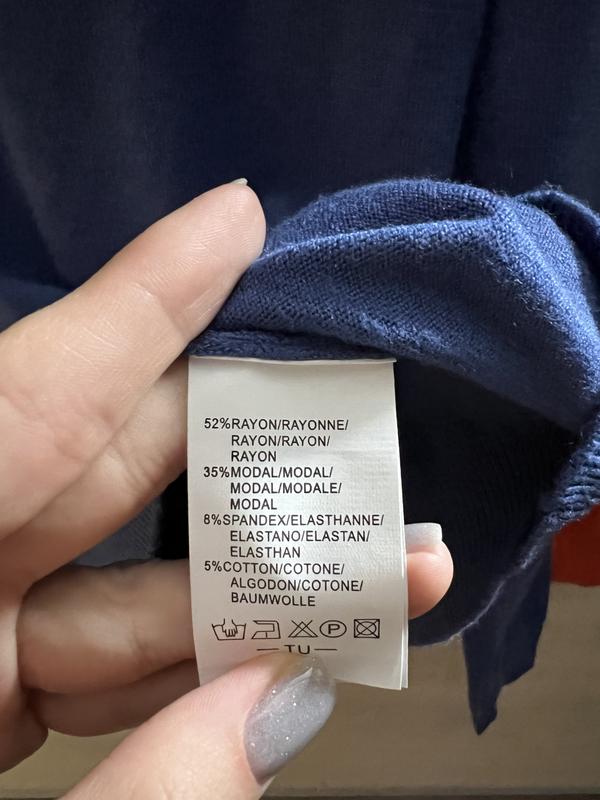 52%RAYON/RAYONNE/
RAYON/RAYON/
RAYON
35%MODAL/MODAL/
MODAL/MODALE/
MODAL
8%SPANDEX/ELASTHANNE/
ELASTANO/ELASTAN/
ELASTHAN
5%COTTON/COTONE/
ALGODON/COTONE/
BAUMWOLLE
P
—TU—